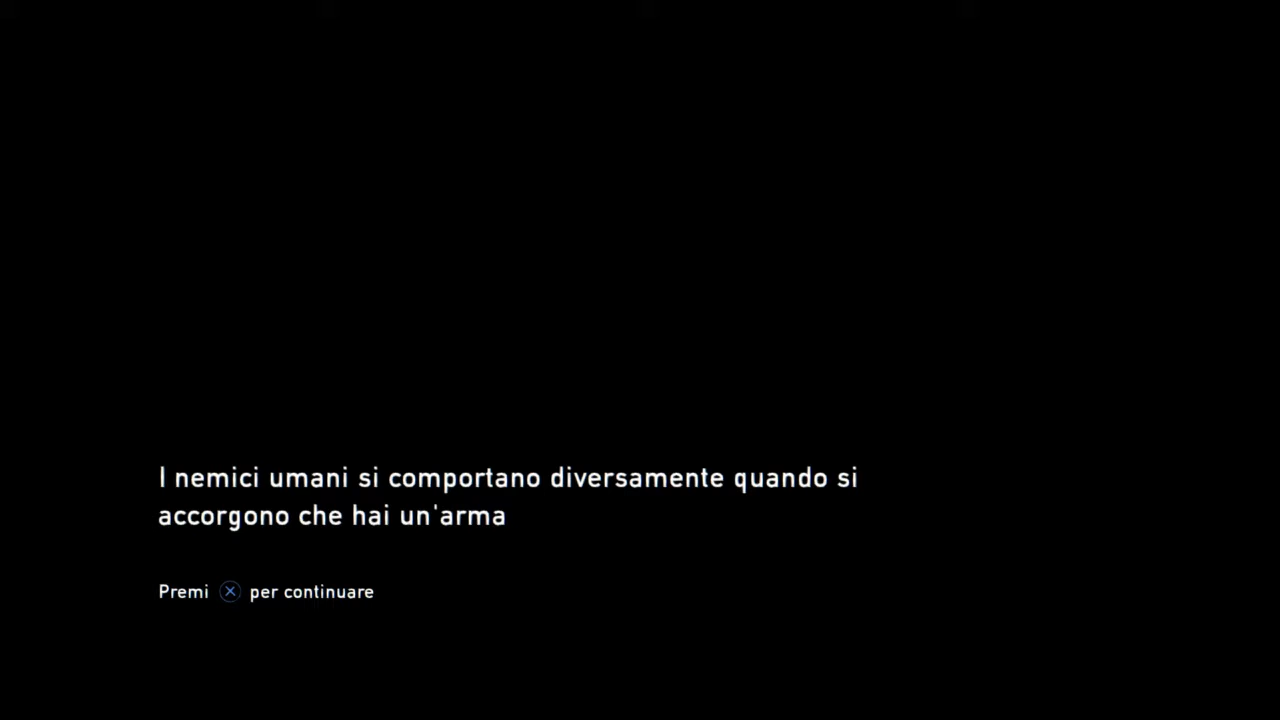 I nemici umani si comportano diversamente quando si
accorgono che hai un'arma
Premi ⓧ per continuare